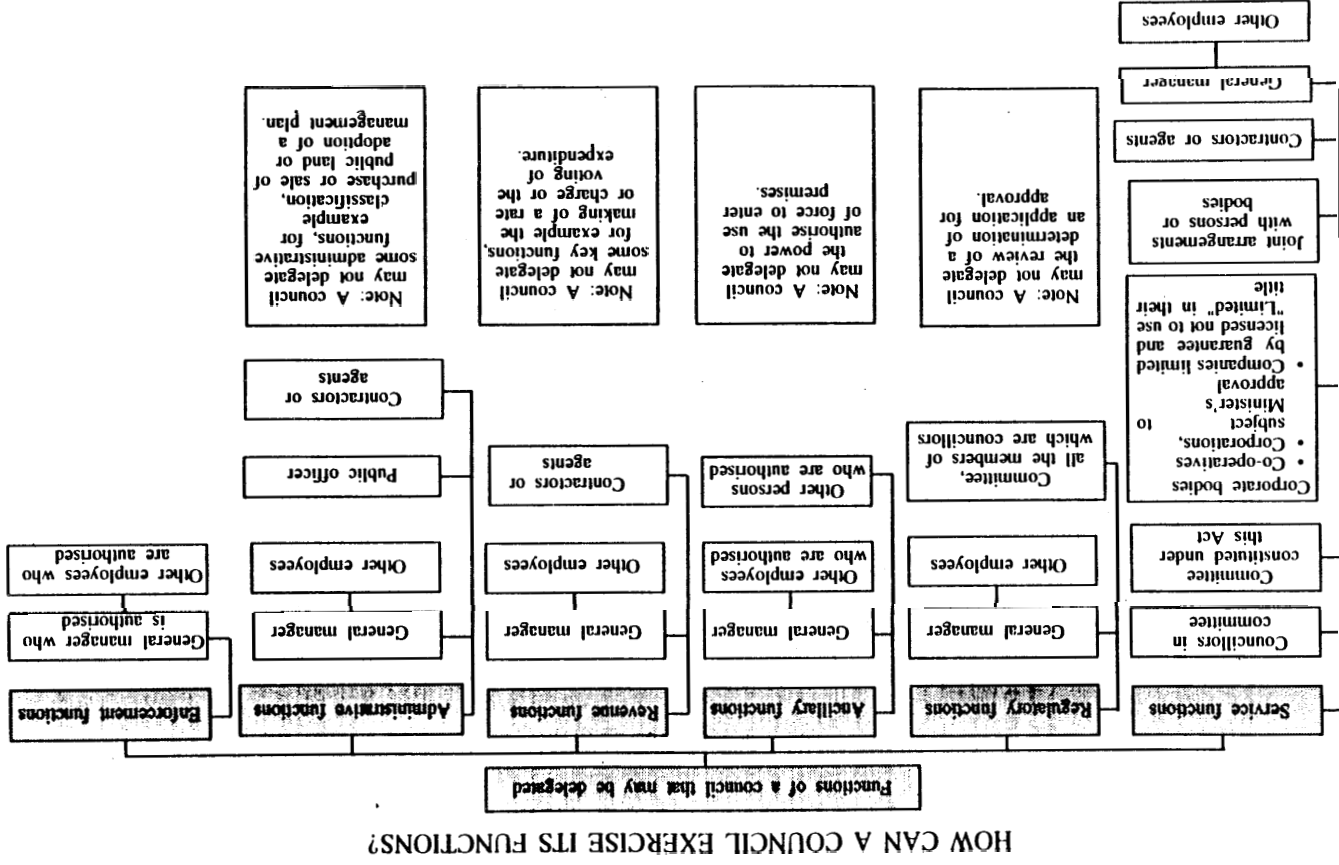 HOW CAN A COUNCIL EXERCISE ITS FUNCTIONS?
Functions of a council that may be delegated
Service functions
Councillors in
committee
Committee
constituted under
this Act
Corporate bodies
• Co-operatives
• Corporations,
subject to
Minister's
approval
• Companies limited
by guarantee and
licensed not to use
"Limited" in their
title
Joint arrangements
with persons or
bodies
Contractors or agents
General manager
Other employees
Regulatory functions
General manager
Other employees
Committee,
all the members of
which are councillors
Note: A council
may not delegate
the review of a
determination of
an application for
approval.
Ancillary functions
General manager
Other employees
who are authorised
Other persons
who are authorised
Note: A council
may not delegate
the power to
authorise the use
of force to enter
premises.
Revenue functions
General manager
Other employees
Contractors or
agents
Note: A council
may not delegate
some key functions,
for example the
making of a rate
or charge or the
voting of
expenditure.
Administrative functions
General manager
Other employees
Public officer
Contractors or
agents
Note: A council
may not delegate
some administrative
functions, for
example
classification,
purchase or sale of
public land or
adoption of a
management plan.
Enforcement functions
General manager who
is authorised
Other employees who
are authorised